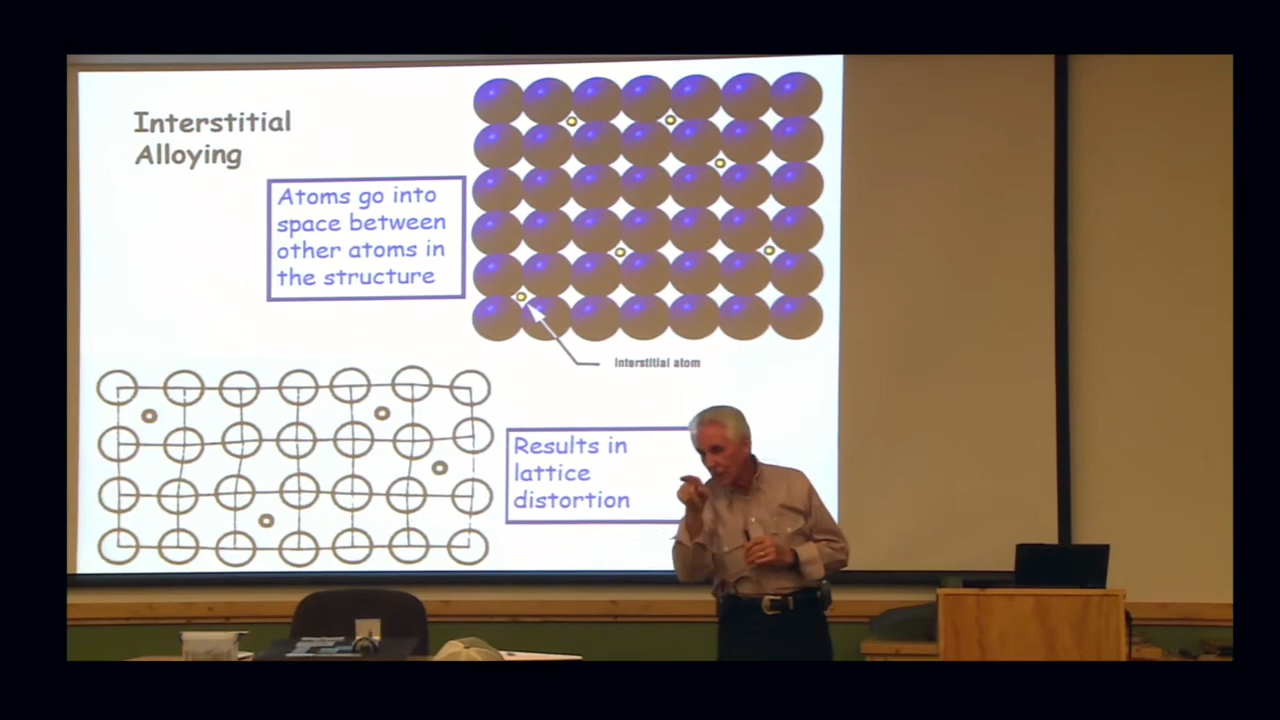 Interstitial
Alloying
Atoms go into
space between
other atoms in
the structure
Interstitial atom
Results in
lattice
distortion